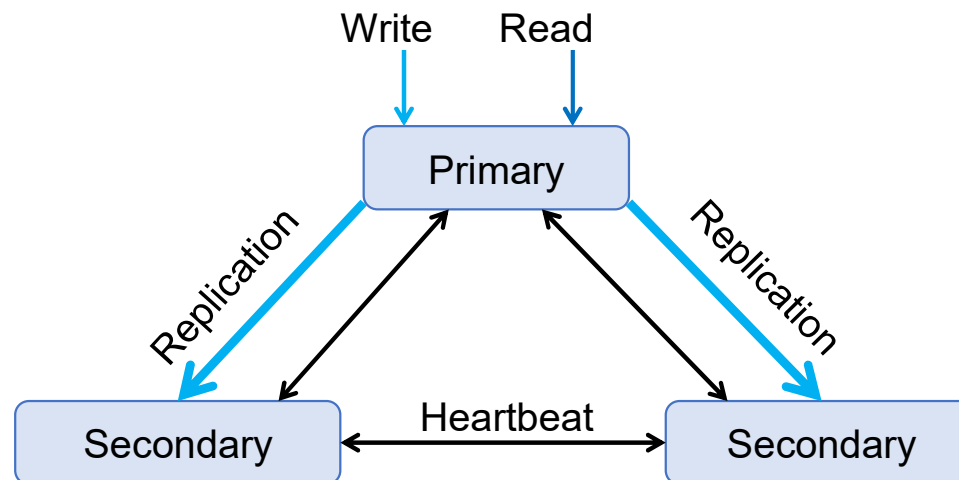 Write Read
Primary
Replication
Replication
Heartbeat
Secondary
Secondary